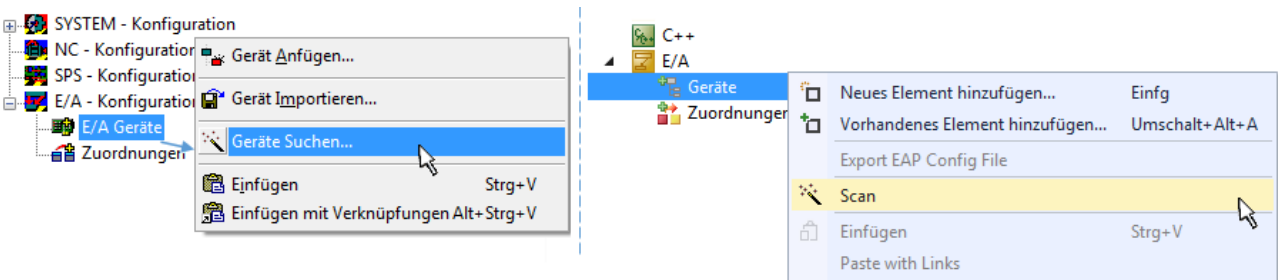 SYSTEM - Konfiguration
NC - Konfiguration
SPS - Konfiguration
E/A - Konfiguration
E/A Geräte
Zuordnungen
Gerät Anfügen...
Gerät Importieren...
Geräte Suchen...
Einfügen Strg+V
Einfügen mit Verknüpfungen Alt+Strg+V
C++
E/A
Geräte
Zuordnungen
Neues Element hinzufügen... Einfg
Vorhandenes Element hinzufügen... Umschalt+Alt+A
Export EAP Config File
Scan
Einfügen Strg+V
Paste with Links